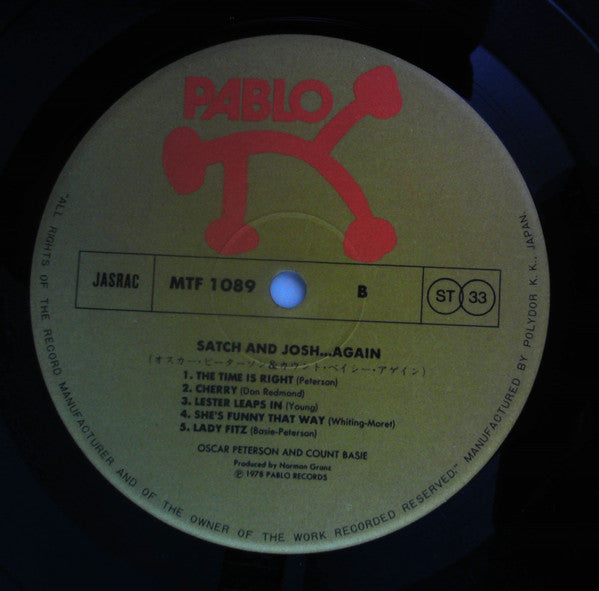 PABLO
JASRAC
MTF 1089
B
ST 33
SATCH AND JOSH...AGAIN
(オスカー・ピーターソン&カウント・ベイシー・アゲイン)
1. THE TIME IS RIGHT (Peterson)
2. CHERRY (Don Redmond)
3. LESTER LEAPS IN (Young)
4. SHE'S FUNNY THAT WAY (Whiting-Moret)
5. LADY FITZ (Basie-Peterson)
OSCAR PETERSON AND COUNT BASIE
Produced by Norman Granz
℗ 1978 PABLO RECORDS
"ALL RIGHTS OF THE RECORD MANUFACTURER AND OF THE OWNER OF THE WORK RECORDED RESERVED." MANUFACTURED BY POLYDOR K.K., JAPAN.